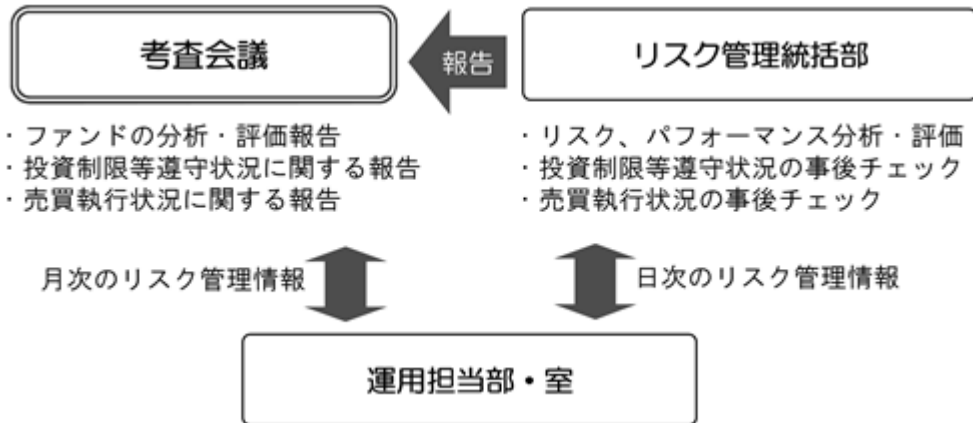 考査会議
報告
リスク管理統括部
・ファンドの分析・評価報告
・投資制限等遵守状況に関する報告
・売買執行状況に関する報告
・リスク、パフォーマンス分析・評価
・投資制限等遵守状況の事後チェック
・売買執行状況の事後チェック
月次のリスク管理情報
日次のリスク管理情報
運用担当部・室